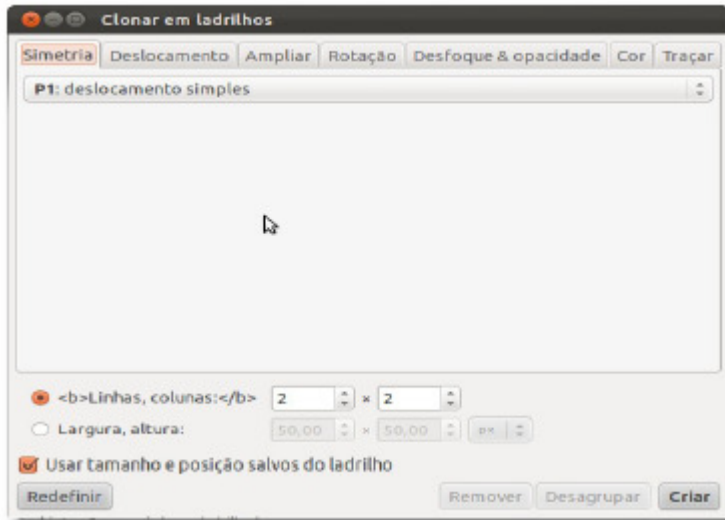 Clonar em ladrilhos
Simetria Deslocamento Ampliar Rotação Desfoque & opacidade Cor Traçar
P1: deslocamento simples
<b>Linhas, colunas:</b> 2 × 2
Largura, altura: 50,00 × 50,00 px
Usar tamanho e posição salvos do ladrilho
Redefinir Remover Desagrupar Criar